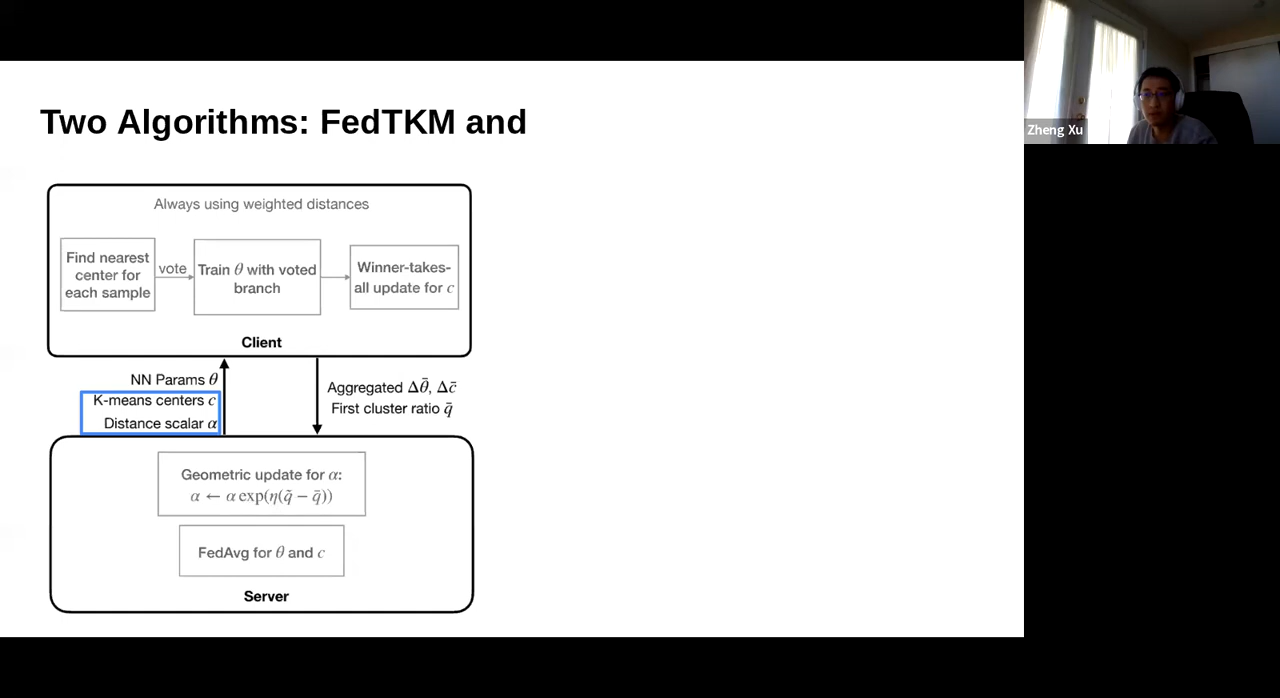 Two Algorithms: FedTKM and
Zheng Xu
Always using weighted distances
Find nearest
center for
each sample
vote
Train θ with voted
branch
Winner-takes-
all update for c
Client
NN Params θ
K-means centers c
Distance scalar α
Aggregated Δθ̄, Δc̄
First cluster ratio q̄
Geometric update for α:
α ← α exp(η(q̃ − q̄))
FedAvg for θ and c
Server